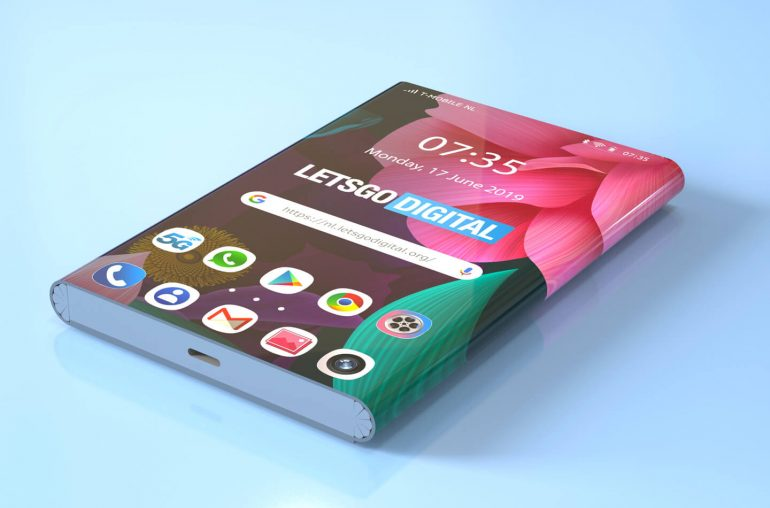 T-MOBILE NL
07:35
07:35
Monday, 17 June 2019
LETSGO DIGITAL
G https://nl.letsgodigital.org/
5G